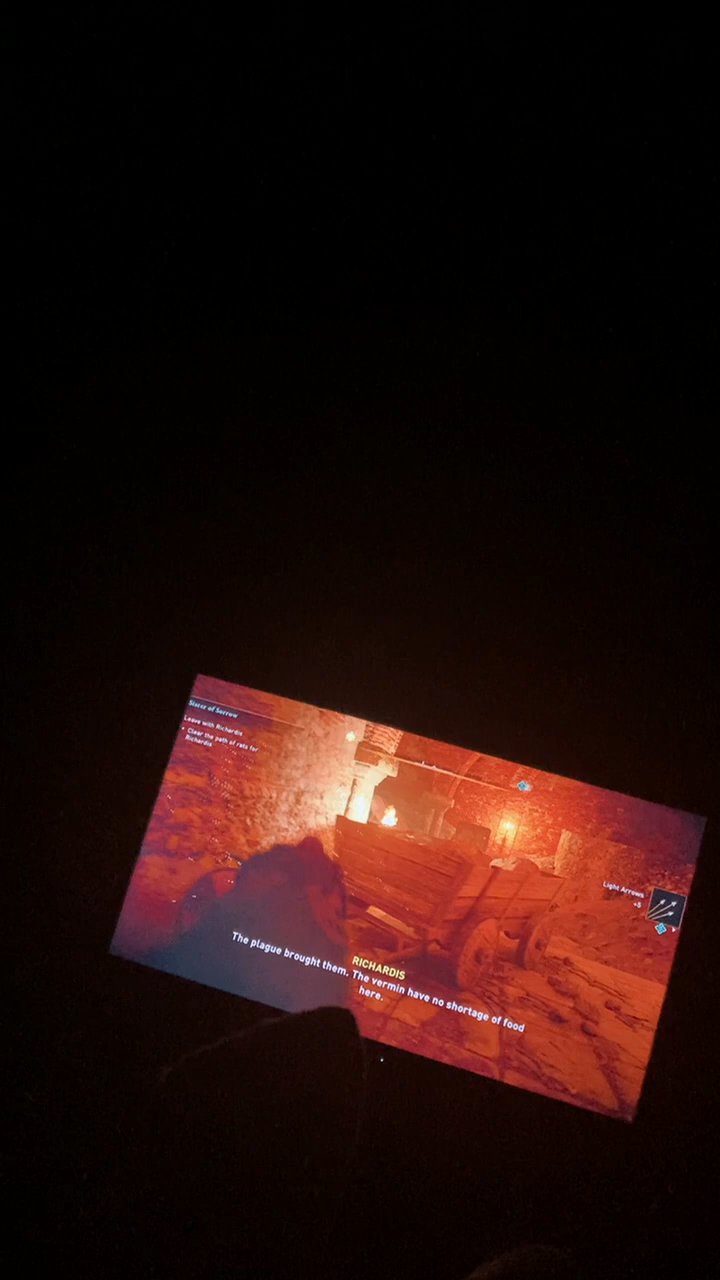 Sister of Sorrow
Leave with Richardis
Clear the path of rats for
Richardis
Light Arrows
+5
RICHARDIS
The plague brought them. The vermin have no shortage of food
here.